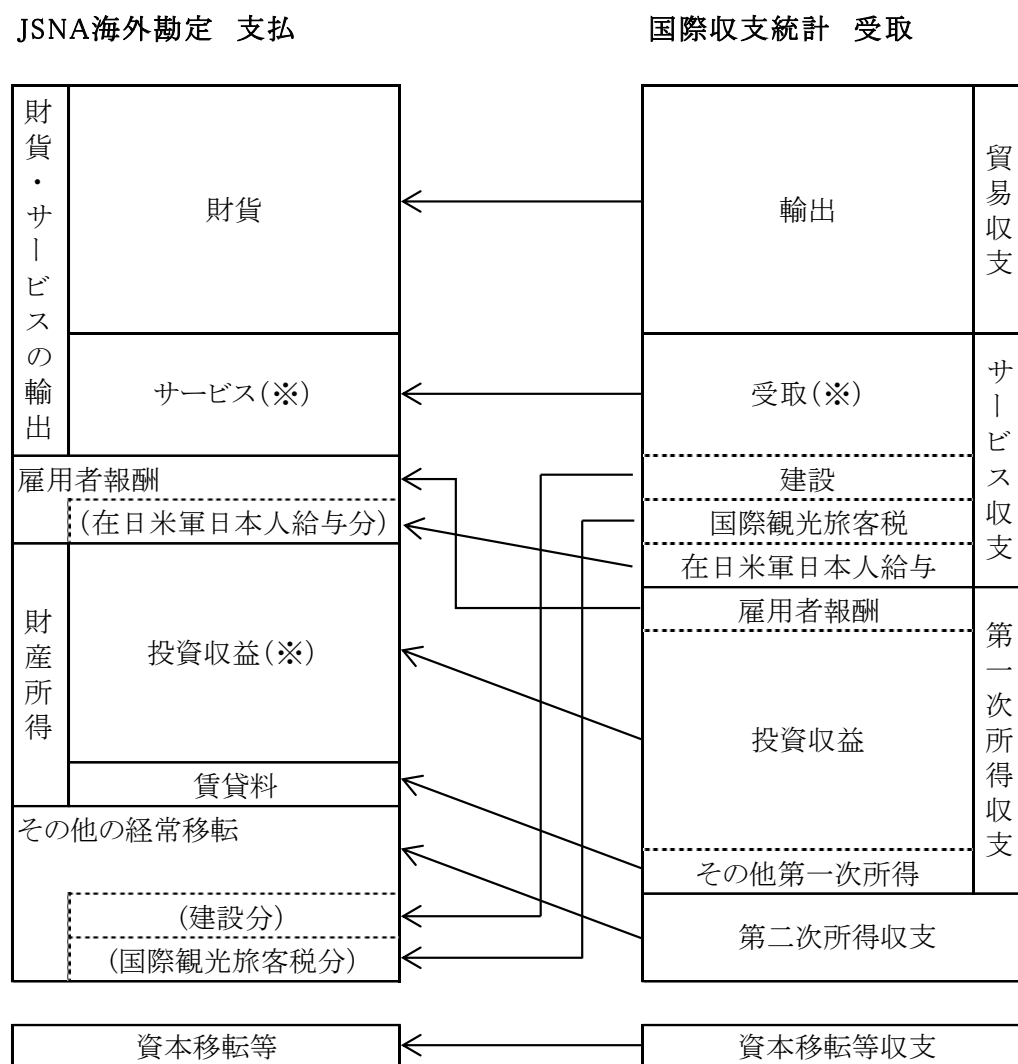 JSNA海外勘定 支払
国際収支統計 受取
財貨・サービスの輸出
財貨
輸出
貿易収支
サービス(※)
受取(※)
サービス収支
雇用者報酬
建設
(在日米軍日本人給与分)
国際観光旅客税
在日米軍日本人給与
財産所得
投資収益(※)
雇用者報酬
投資収益
第一次所得収支
賃貸料
その他の経常移転
その他第一次所得
(建設分)
(国際観光旅客税分)
第二次所得収支
資本移転等
資本移転等収支